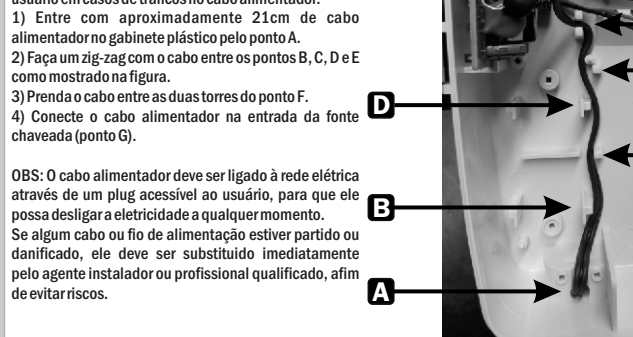 usuário em casos de trancos no cabo alimentador.
1) Entre com aproximadamente 21cm de cabo
alimentador no gabinete plástico pelo ponto A.
2) Faça um zig-zag com o cabo entre os pontos B, C, D e E
como mostrado na figura.
3) Prenda o cabo entre as duas torres do ponto F.
4) Conecte o cabo alimentador na entrada da fonte
chaveada (ponto G).
OBS: O cabo alimentador deve ser ligado à rede elétrica
através de um plug acessível ao usuário, para que ele
possa desligar a eletricidade a qualquer momento.
Se algum cabo ou fio de alimentação estiver partido ou
danificado, ele deve ser substituido imediatamente
pelo agente instalador ou profissional qualificado, afim
de evitar riscos.
D
B
A